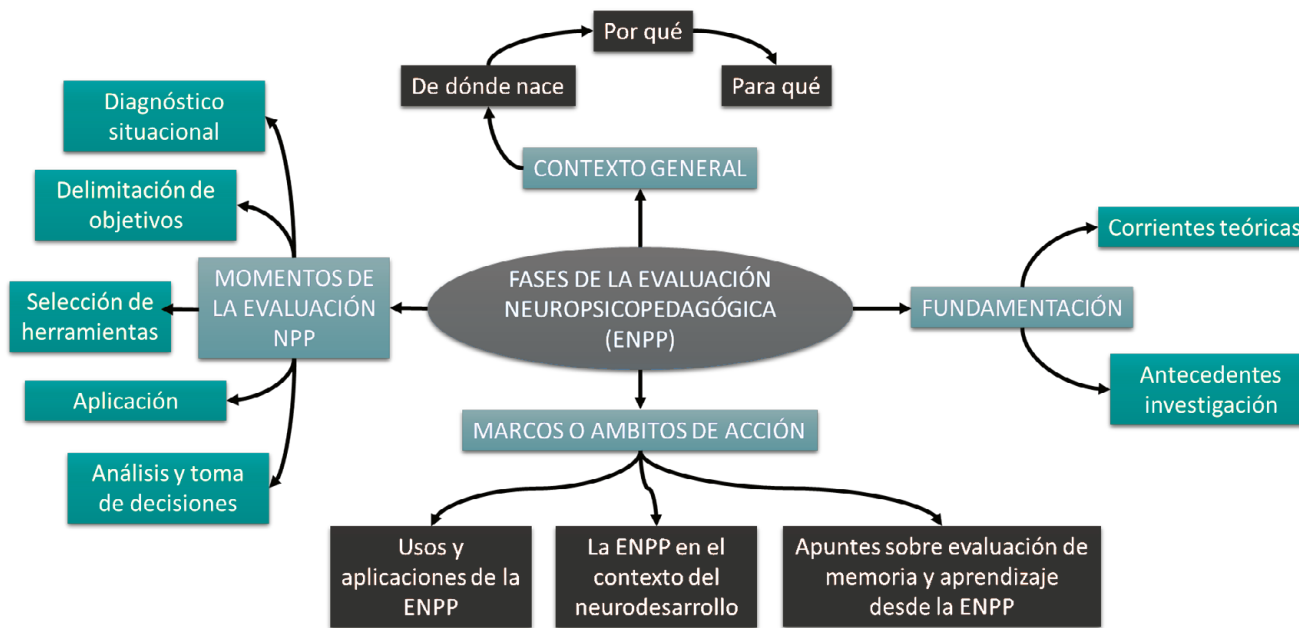 Por qué
De dónde nace
Para qué
CONTEXTO GENERAL
Diagnóstico
situacional
Delimitación de
objetivos
Selección de
herramientas
Aplicación
Análisis y toma
de decisiones
MOMENTOS DE
LA EVALUACIÓN
NPP
FASES DE LA EVALUACIÓN
NEUROPSICOPEDAGÓGICA
(ENPP)
FUNDAMENTACIÓN
Corrientes teóricas
Antecedentes
investigación
MARCOS O AMBITOS DE ACCIÓN
Usos y
aplicaciones de la
ENPP
La ENPP en el
contexto del
neurodesarrollo
Apuntes sobre evaluación de
memoria y aprendizaje
desde la ENPP